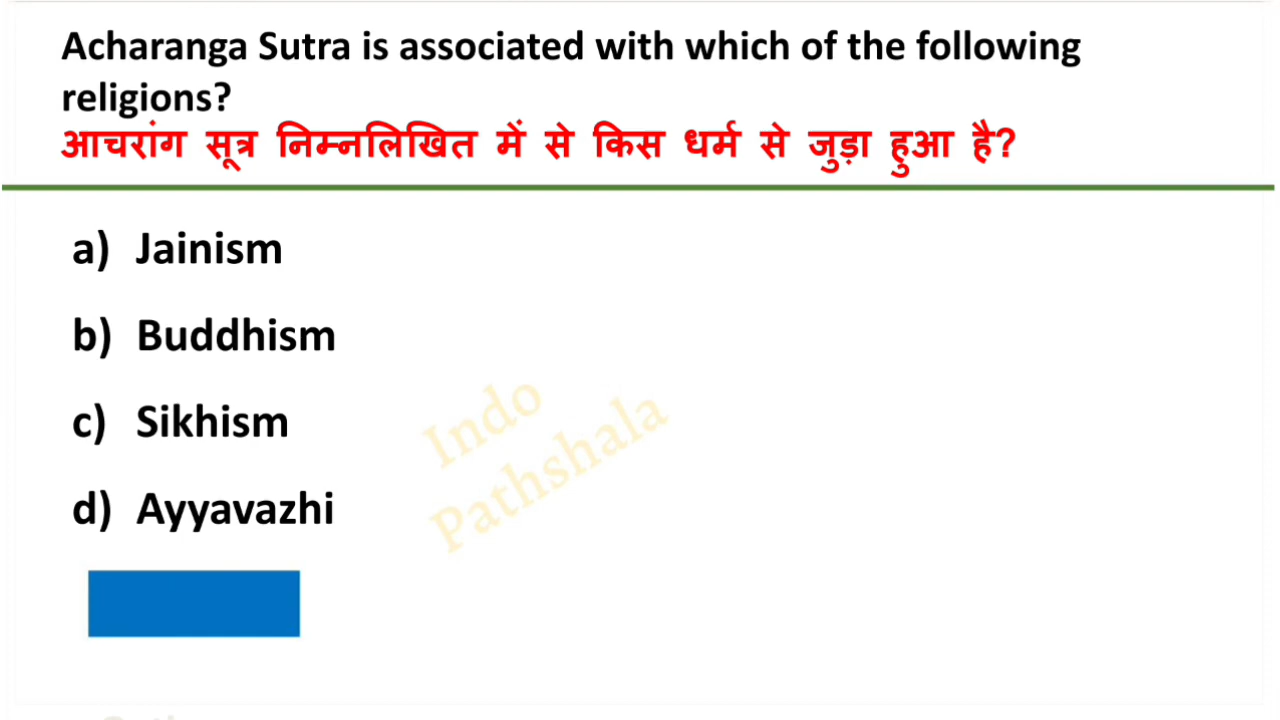 Acharanga Sutra is associated with which of the following
religions?
आचरांग सूत्र निम्नलिखित में से किस धर्म से जुड़ा हुआ है?
a) Jainism
b) Buddhism
c) Sikhism
d) Ayyavazhi
Indo
Pathshala